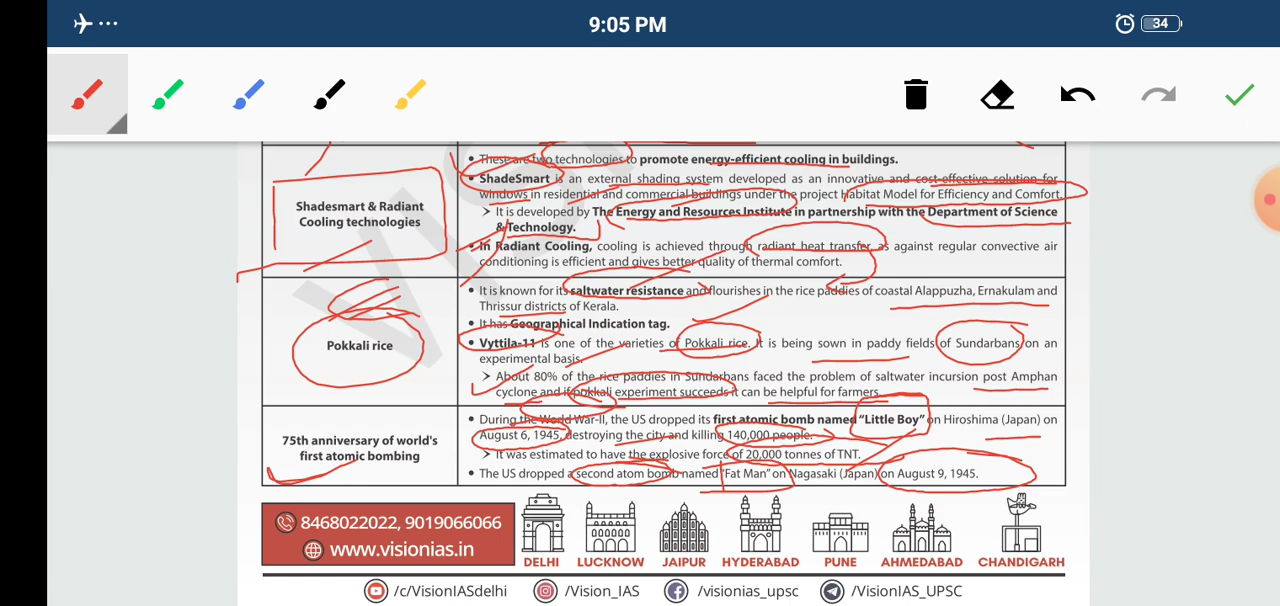 9:05 PM
34
These are two technologies to promote energy-efficient cooling in buildings.
ShadeSmart is an external shading system developed as an innovative and cost-effective solution for
windows in residential and commercial buildings under the project Habitat Model for Efficiency and Comfort.
It is developed by The Energy and Resources Institute in partnership with the Department of Science
& Technology.
In Radiant Cooling, cooling is achieved through radiant heat transfer, as against regular convective air
conditioning is efficient and gives better quality of thermal comfort.
Shadesmart & Radiant
Cooling technologies
It is known for its saltwater resistance and flourishes in the rice paddies of coastal Alappuzha, Ernakulam and
Thrissur districts of Kerala.
It has Geographical Indication tag.
Vyttila-11 is one of the varieties of Pokkali rice. It is being sown in paddy fields of Sundarbans on an
experimental basis.
About 80% of the rice paddies in Sundarbans faced the problem of saltwater incursion post Amphan
cyclone and if pokkali experiment succeeds it can be helpful for farmers.
Pokkali rice
During the World War-II, the US dropped its first atomic bomb named “Little Boy” on Hiroshima (Japan) on
August 6, 1945, destroying the city and killing 140,000 people.
It was estimated to have the explosive force of 20,000 tonnes of TNT.
The US dropped a second atom bomb named “Fat Man” on Nagasaki (Japan) on August 9, 1945.
75th anniversary of world's
first atomic bombing
8468022022, 9019066066
www.visionias.in
DELHI LUCKNOW JAIPUR HYDERABAD PUNE AHMEDABAD CHANDIGARH
/c/VisionIASdelhi /Vision_IAS /visionias_upsc /VisionIAS_UPSC